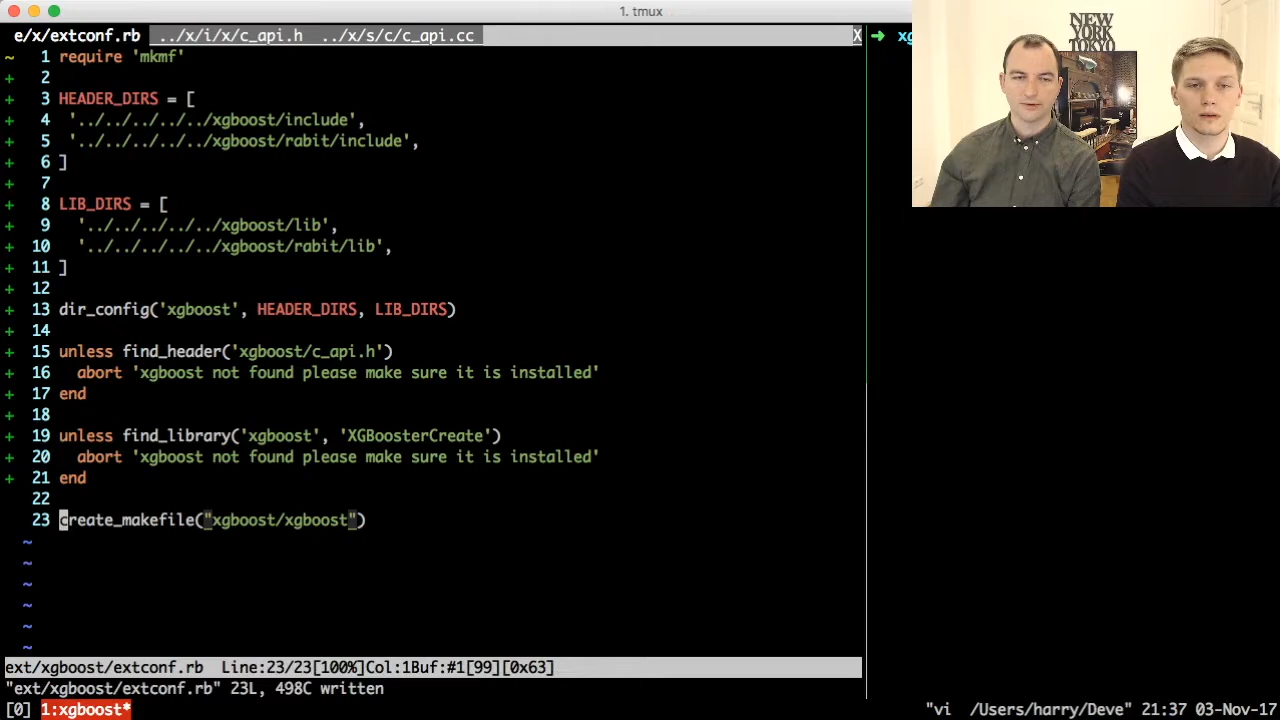 1. tmux
e/x/extconf.rb ../x/i/x/c_api.h ../x/s/c/c_api.cc X ➜ xg
~ 1 require 'mkmf'
+ 2
+ 3 HEADER_DIRS = [
+ 4 '../../../../../xgboost/include',
+ 5 '../../../../../xgboost/rabit/include',
+ 6 ]
+ 7
+ 8 LIB_DIRS = [
+ 9 '../../../../../xgboost/lib',
+ 10 '../../../../../xgboost/rabit/lib',
+ 11 ]
+ 12
+ 13 dir_config('xgboost', HEADER_DIRS, LIB_DIRS)
+ 14
+ 15 unless find_header('xgboost/c_api.h')
+ 16 abort 'xgboost not found please make sure it is installed'
+ 17 end
+ 18
+ 19 unless find_library('xgboost', 'XGBoosterCreate')
+ 20 abort 'xgboost not found please make sure it is installed'
+ 21 end
22
23 create_makefile("xgboost/xgboost")
~
~
~
~
~
~
ext/xgboost/extconf.rb Line:23/23[100%]Col:1Buf:#1[99][0x63]
"ext/xgboost/extconf.rb" 23L, 498C written
[0] 1:xgboost* "vi /Users/harry/Deve" 21:37 03-Nov-17
NEW
YORK
TOKYO